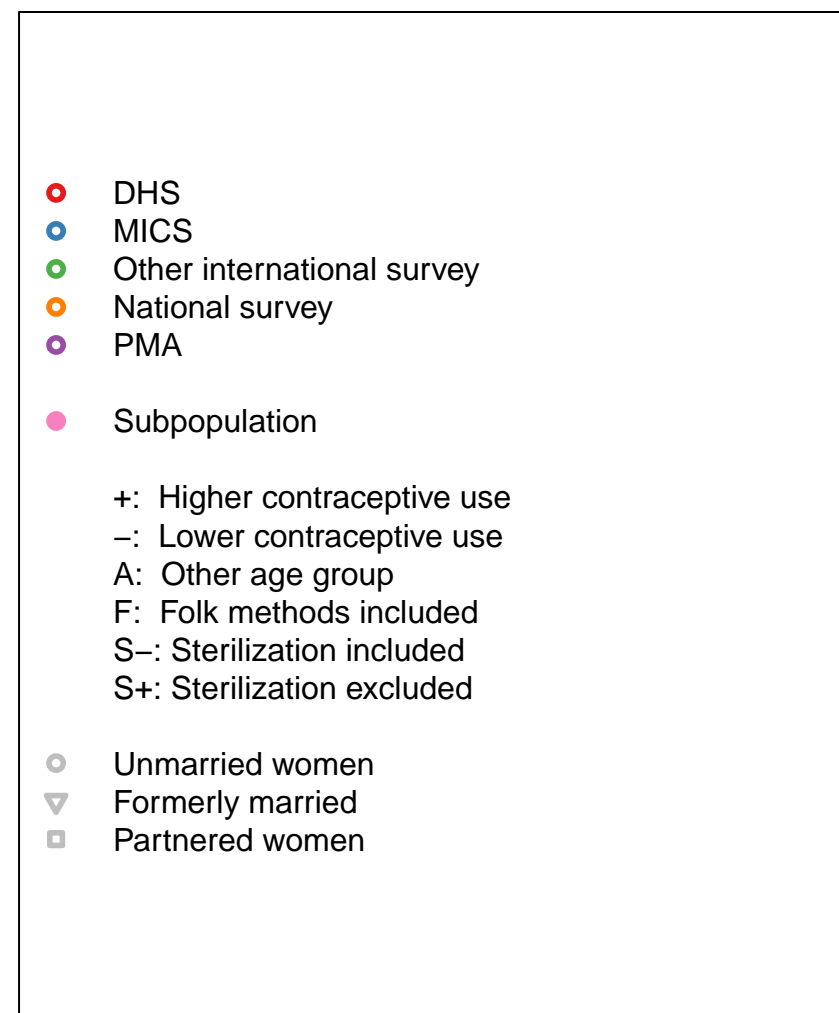 DHS
MICS
Other international survey
National survey
PMA
Subpopulation
+: Higher contraceptive use
−: Lower contraceptive use
A: Other age group
F: Folk methods included
S−: Sterilization included
S+: Sterilization excluded
Unmarried women
Formerly married
Partnered women